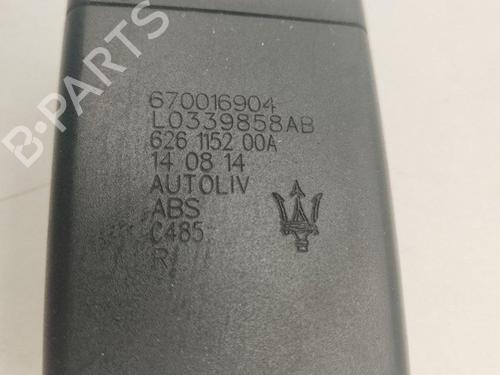 670016904
L0339858AB
626 1152 00A
14 08 14
AUTOLIV
ABS
C485
R
B-PARTS